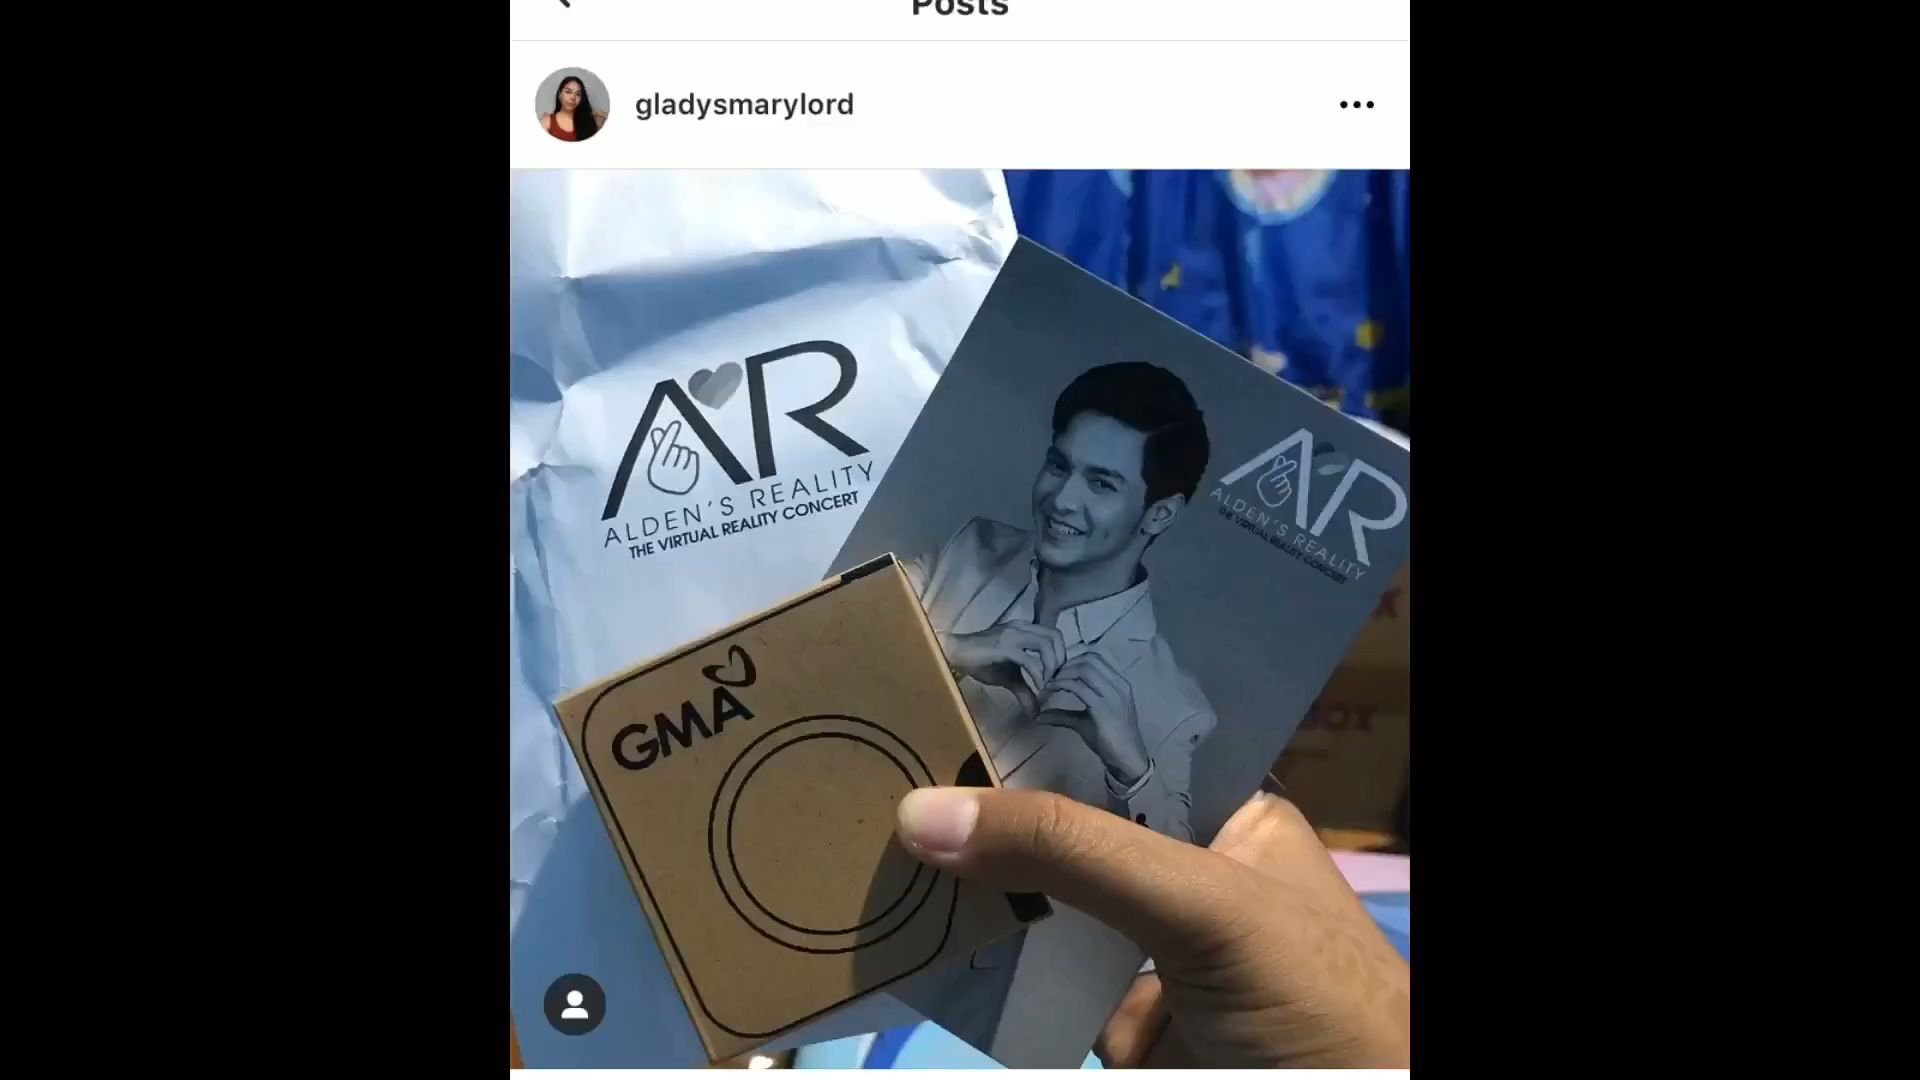 Posts
gladysmarylord
AR
ALDEN'S REALITY
THE VIRTUAL REALITY CONCERT
AR
ALDEN'S REALITY
THE VIRTUAL REALITY CONCERT
GMA